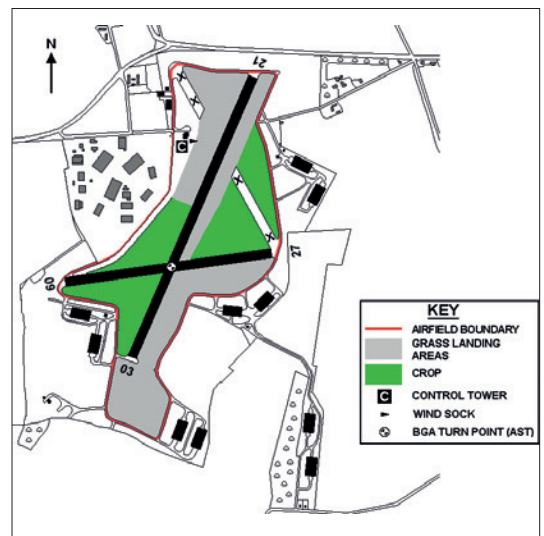 N
21
C
27
09
03
X
X
X
X
KEY
AIRFIELD BOUNDARY
GRASS LANDING
AREAS
CROP
C CONTROL TOWER
WIND SOCK
BGA TURN POINT (AST)